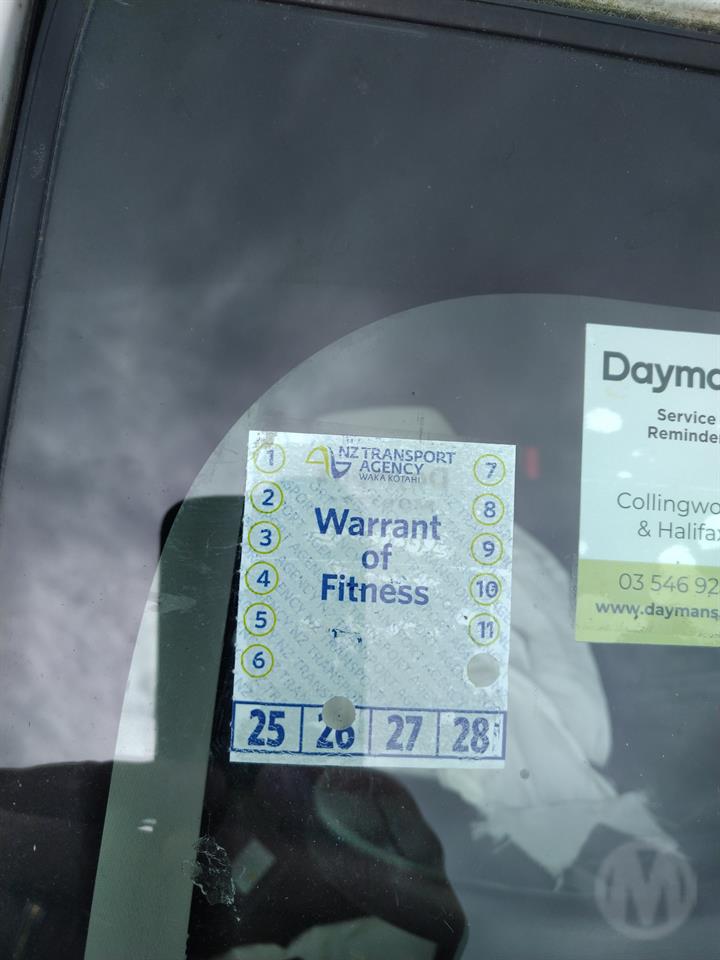 NZ TRANSPORT
AGENCY
WAKA KOTAHI
Warrant
of
Fitness
1
2
3
4
5
6
7
8
9
10
11
25 26 27 28
Dayma
Service
Reminde
Collingwo
& Halifax
03 546 92
www.daymans
M